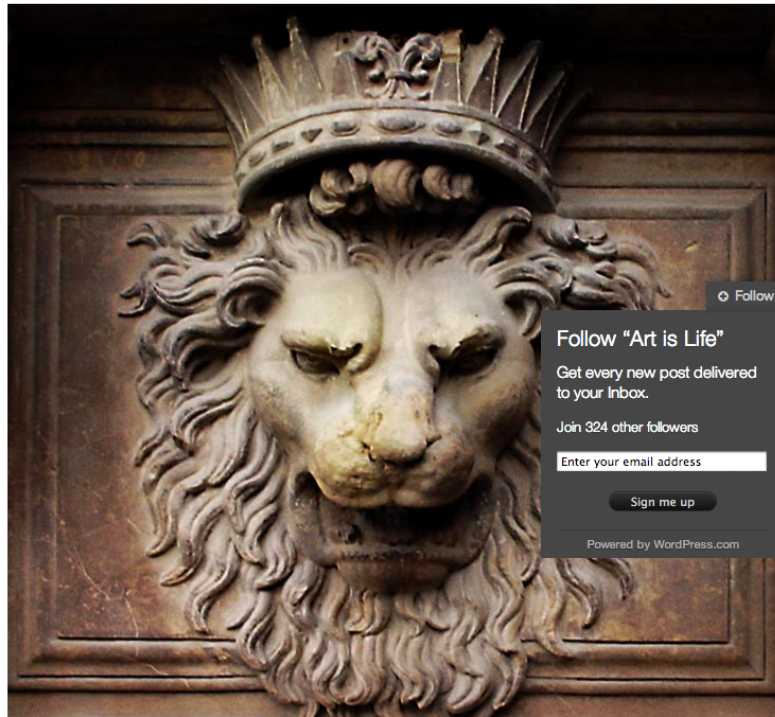 Follow
Follow “Art is Life”
Get every new post delivered
to your Inbox.
Join 324 other followers
Enter your email address
Sign me up
Powered by WordPress.com